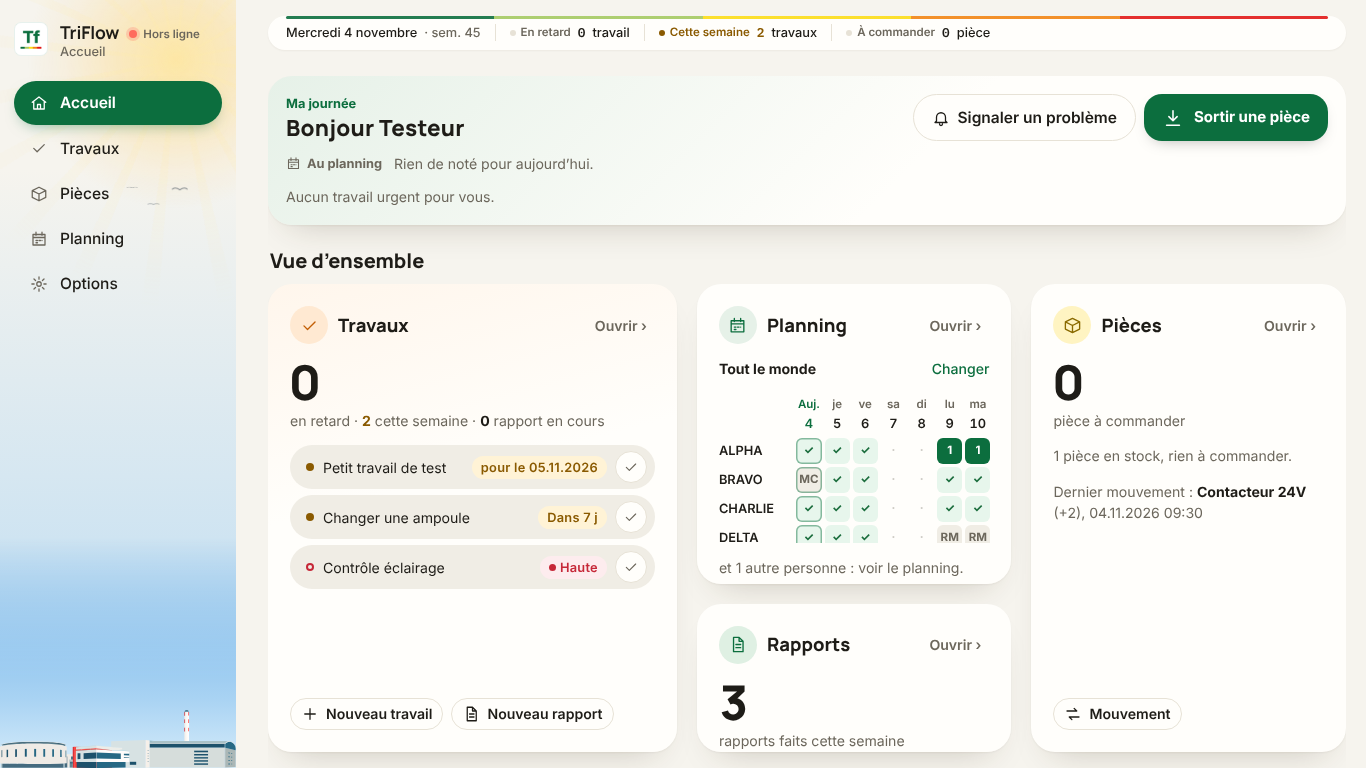 Tf
TriFlow Hors ligne
Accueil
Accueil
Travaux
Pièces
Planning
Options
Mercredi 4 novembre · sem. 45 En retard 0 travail Cette semaine 2 travaux À commander 0 pièce
Ma journée
Bonjour Testeur
Signaler un problème
Sortir une pièce
Au planning Rien de noté pour aujourd’hui.
Aucun travail urgent pour vous.
Vue d’ensemble
Travaux Ouvrir ›
0
en retard · 2 cette semaine · 0 rapport en cours
Petit travail de test pour le 05.11.2026
Changer une ampoule Dans 7 j
Contrôle éclairage Haute
Nouveau travail Nouveau rapport
Planning Ouvrir ›
Tout le monde Changer
Auj. je ve sa di lu ma
4 5 6 7 8 9 10
ALPHA ✓ ✓ ✓ · · 1 1
BRAVO MC ✓ ✓ · · ✓ ✓
CHARLIE ✓ ✓ ✓ · · ✓ ✓
DELTA ✓ ✓ ✓ · · RM RM
et 1 autre personne : voir le planning.
Rapports Ouvrir ›
3
rapports faits cette semaine
Pièces Ouvrir ›
0
pièce à commander
1 pièce en stock, rien à commander.
Dernier mouvement : Contacteur 24V
(+2), 04.11.2026 09:30
Mouvement